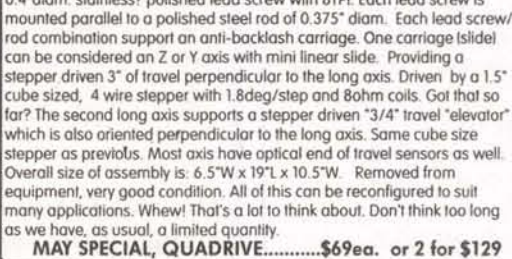 0.4" diam. stainless? polished lead screw with 8TPI. Each lead screw is
mounted parallel to a polished steel rod of 0.375" diam. Each lead screw/
rod combination support an anti-backlash carriage. One carriage (slide)
can be considered an Z or Y axis with mini linear slide. Providing a
stepper driven 3" of travel perpendicular to the long axis. Driven by a 1.5"
cube sized, 4 wire stepper with 1.8deg/step and 8ohm coils. Got that so
far? The second long axis supports a stepper driven "3/4" travel "elevator"
which is also oriented perpendicular to the long axis. Same cube size
stepper as previous. Most axis have optical end of travel sensors as well.
Overall size of assembly is: 6.5"W x 19"L x 10.5"W. Removed from
equipment, very good condition. All of this can be reconfigured to suit
many applications. Whew! That's a lot to think about. Don't think too long
as we have, as usual, a limited quantity.
MAY SPECIAL, QUADRIVE...........$69ea. or 2 for $129